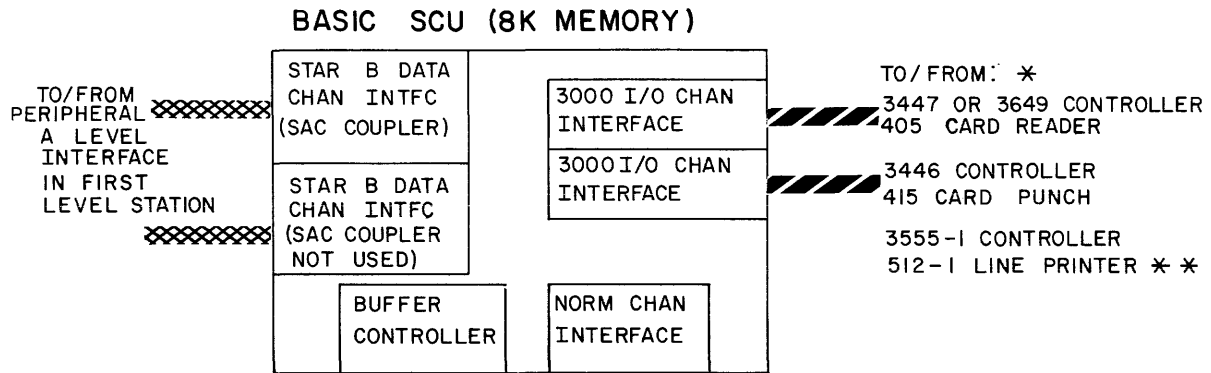 BASIC SCU (8K MEMORY)
TO/FROM
PERIPHERAL
A LEVEL
INTERFACE
IN FIRST
LEVEL STATION
STAR B DATA
CHAN INTFC
(SAC COUPLER)
STAR B DATA
CHAN INTFC
(SAC COUPLER
NOT USED)
3000 I/O CHAN
INTERFACE
3000 I/O CHAN
INTERFACE
BUFFER
CONTROLLER
NORM CHAN
INTERFACE
TO/FROM: *
3447 OR 3649 CONTROLLER
405 CARD READER
3446 CONTROLLER
415 CARD PUNCH
3555-1 CONTROLLER
512-1 LINE PRINTER * *